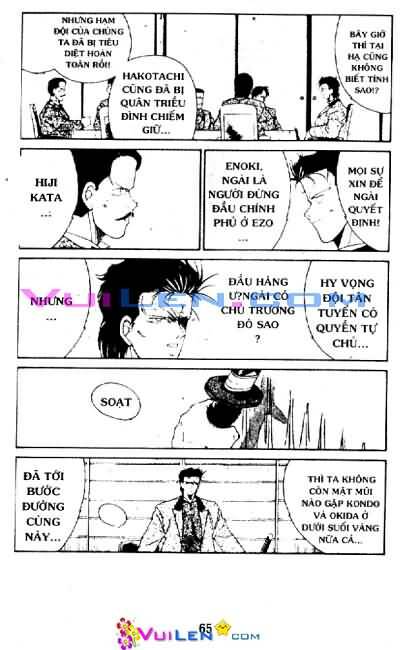 BÂY GIỜ
THÌ TẠI
HẠ CŨNG
KHÔNG
BIẾT TÍNH
SAO!?
NHƯNG HẠM
ĐỘI CỦA CHÚNG
TA ĐÃ BỊ TIÊU
DIỆT HOÀN
TOÀN RỒI!!
HAKOTACHI
CŨNG ĐÃ BỊ
QUÂN TRIỀU
ĐÌNH CHIẾM
GIỮ...
MỌI SỰ
XIN ĐỂ
NGÀI
QUYẾT
ĐỊNH!
ENOKI,
NGÀI LÀ
NGƯỜI ĐỨNG
ĐẦU CHÍNH
PHỦ Ở EZO
...
HIJI
KATA
...
HY VỌNG
ĐỘI TÂN
TUYỂN CÓ
QUYỀN TỰ
CHỦ...
ĐẦU HÀNG
Ư?NGÀI CÓ
CHỦ TRƯƠNG
ĐÓ SAO
?
NHƯNG
...
VUILEN.COM
SOẠT
THÌ TA KHÔNG
CÒN MẶT MŨI
NÀO GẶP KONDO
VÀ OKIDA Ở
DƯỚI SUỐI VÀNG
NỮA CẢ...
ĐÃ TỚI
BƯỚC
ĐƯỜNG
CÙNG
NÀY...
65
VUILEN.COM